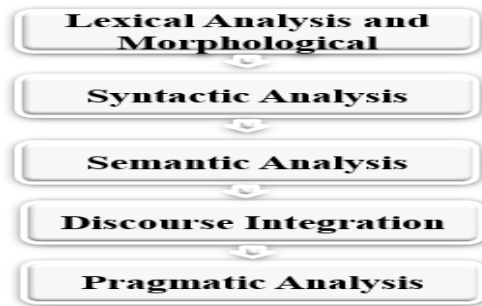 Lexical Analysis and
Morphological
Syntactic Analysis
Semantic Analysis
Discourse Integration
Pragmatic Analysis